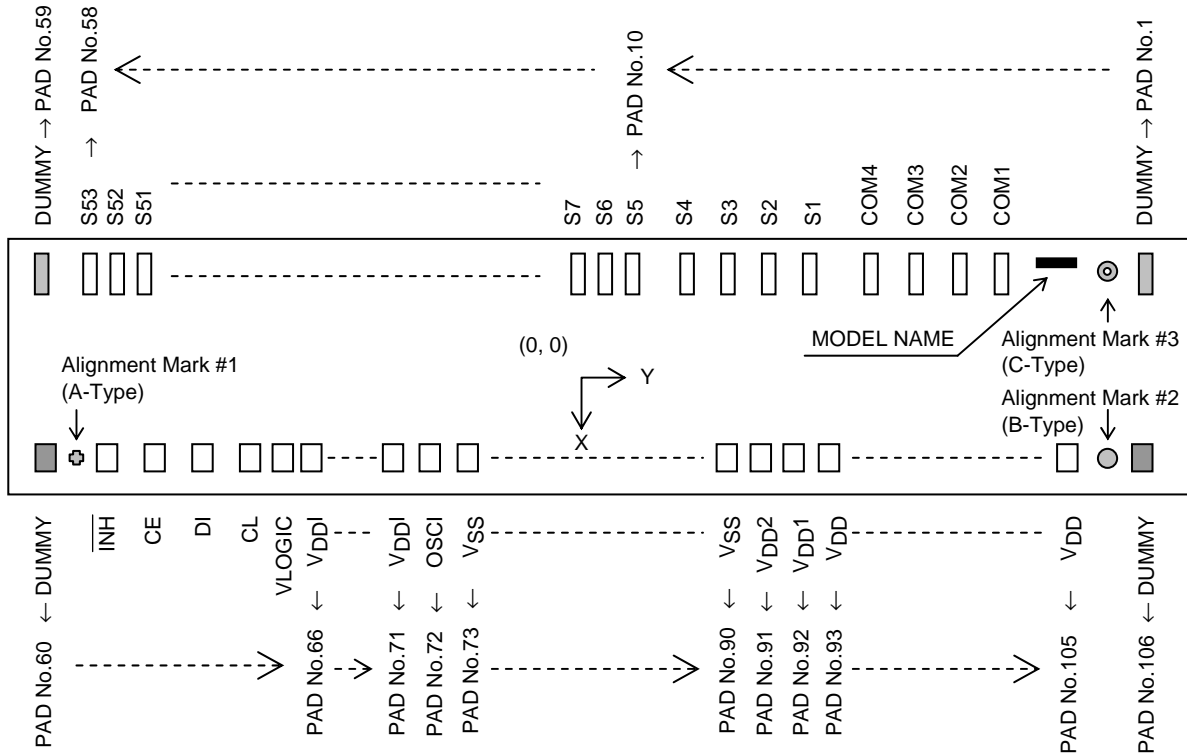 DUMMY → PAD No.59
→ PAD No.58
→ PAD No.10
DUMMY → PAD No.1
S53
S52
S51
S7
S6
S5
S4
S3
S2
S1
COM4
COM3
COM2
COM1
MODEL NAME
Alignment Mark #3
(C-Type)
(0, 0)
Y
X
Alignment Mark #1
(A-Type)
Alignment Mark #2
(B-Type)
INH
CE
DI
CL
VLOGIC
VDDI
VDDI
OSCI
VSS
VSS
VDD2
VDD1
VDD
VDD
PAD No.60 ← DUMMY
PAD No.66 ←
PAD No.71 ←
PAD No.72 ←
PAD No.73 ←
PAD No.90 ←
PAD No.91 ←
PAD No.92 ←
PAD No.93 ←
PAD No.105 ←
PAD No.106 ← DUMMY